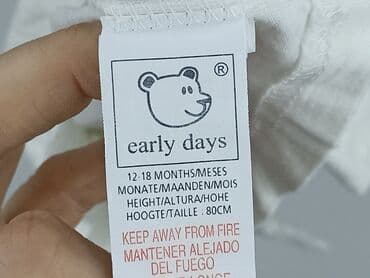 ®
early days
12-18 MONTHS/MESES
MONATE/MAANDEN/MOIS
HEIGHT/ALTURA/HOHE
HOOGTE/TAILLE : 80CM
KEEP AWAY FROM FIRE
MANTENER ALEJADO
DEL FUEGO